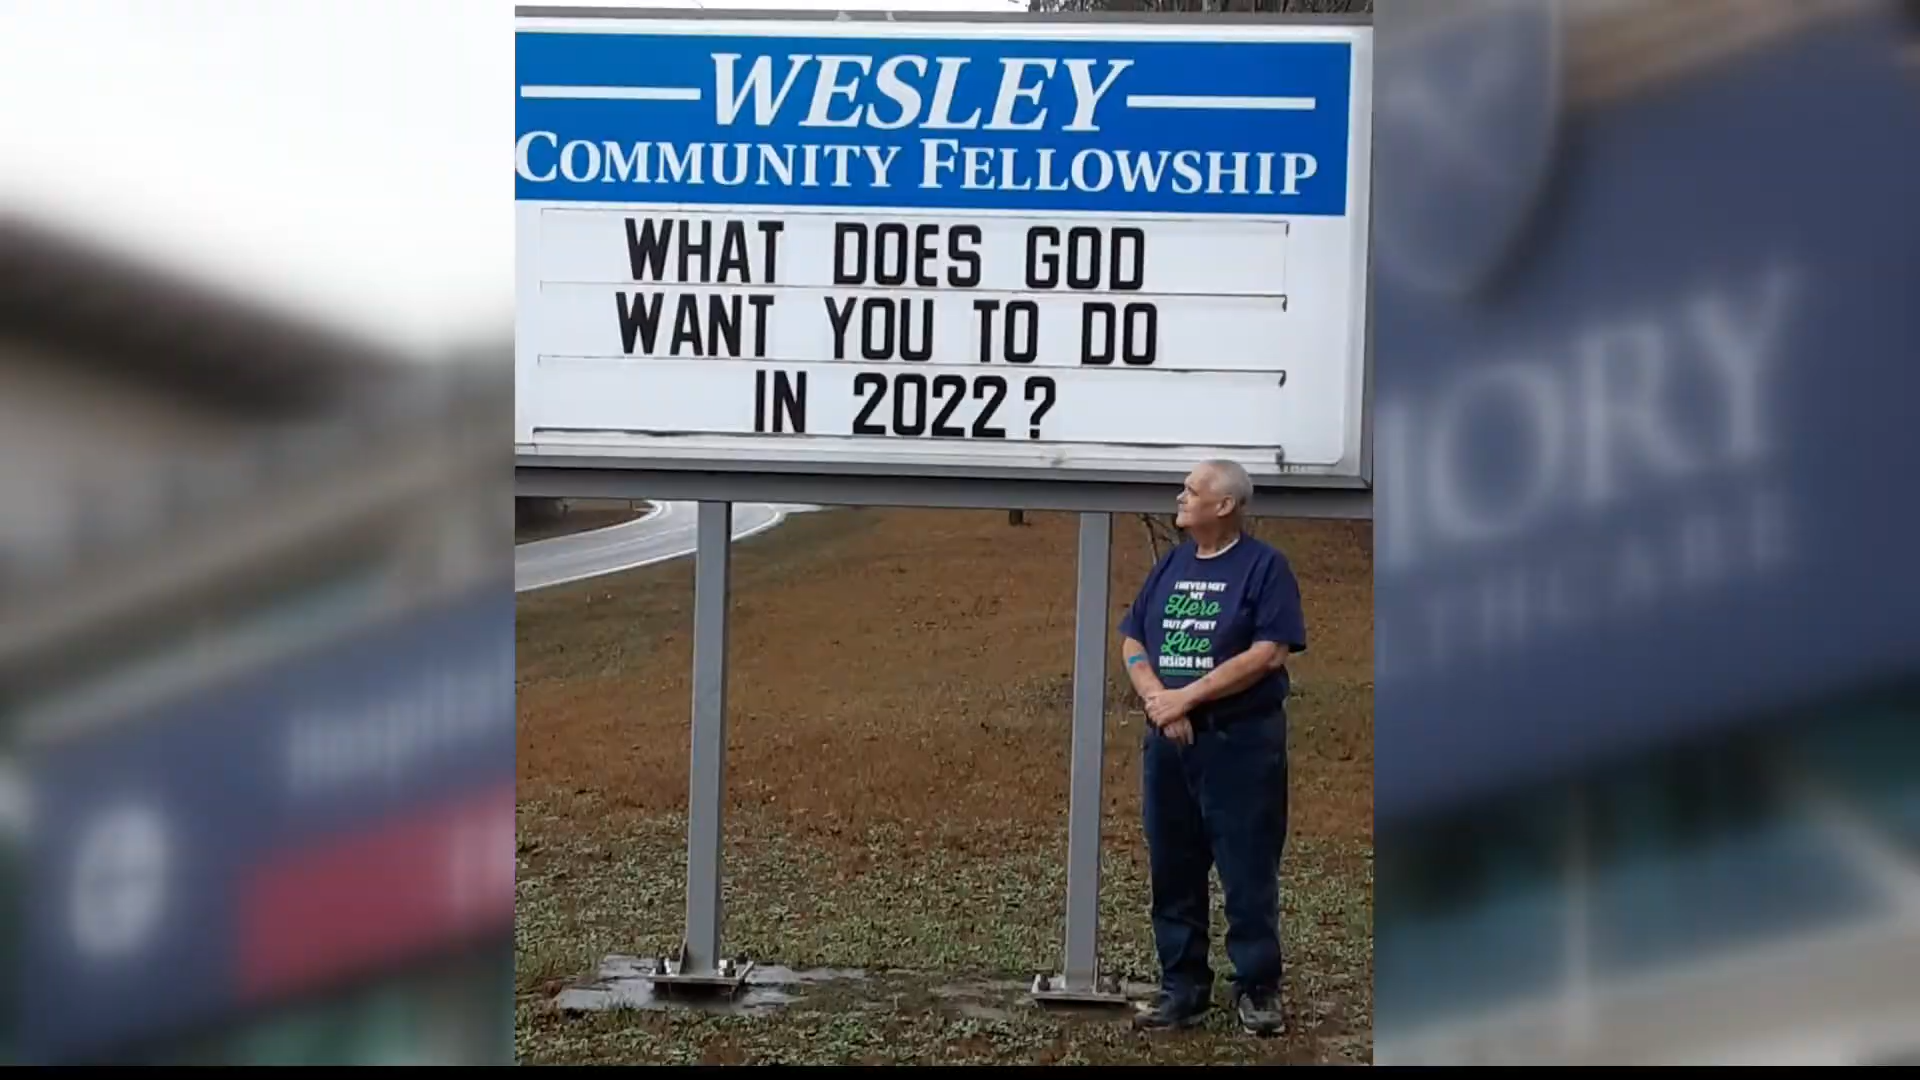 WESLEY
COMMUNITY FELLOWSHIP
WHAT DOES GOD
WANT YOU TO DO
IN 2022?
I NEVER MET
MY
Hero
BUT THEY
Live
INSIDE ME